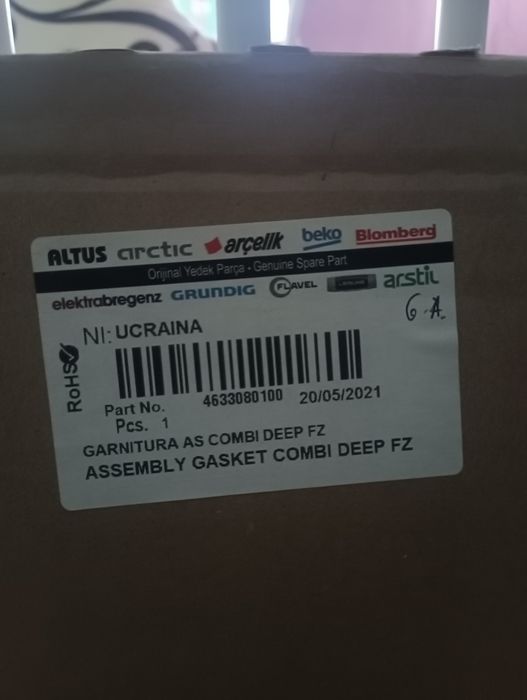 ALTUS arctic arçelik beko Blomberg
Orijinal Yedek Parça - Genuine Spare Part
elektrabregenz GRUNDIG FLAVEL arstil
6.A.
NI: UCRAINA
RoHS
Part No. 4633080100 20/05/2021
Pcs. 1
GARNITURA AS COMBI DEEP FZ
ASSEMBLY GASKET COMBI DEEP FZ